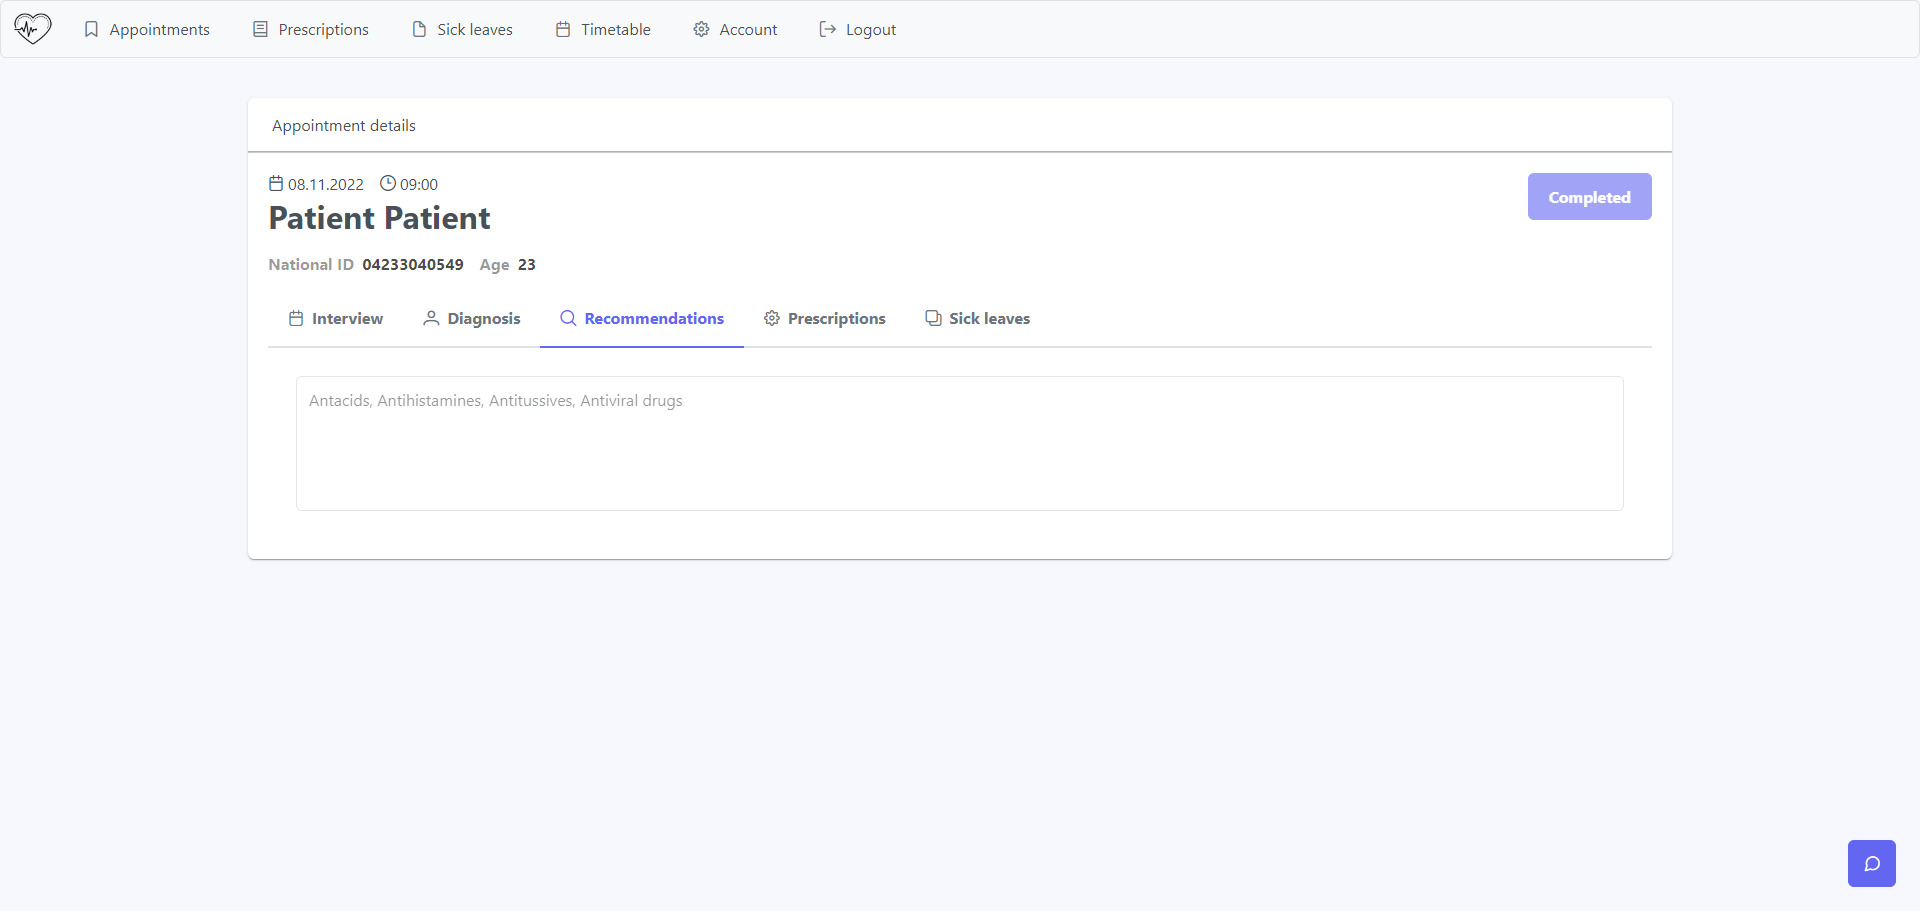 Appointments Prescriptions Sick leaves Timetable Account Logout
Appointment details
08.11.2022 09:00
Completed
Patient Patient
National ID 04233040549 Age 23
Interview Diagnosis Recommendations Prescriptions Sick leaves
Antacids, Antihistamines, Antitussives, Antiviral drugs